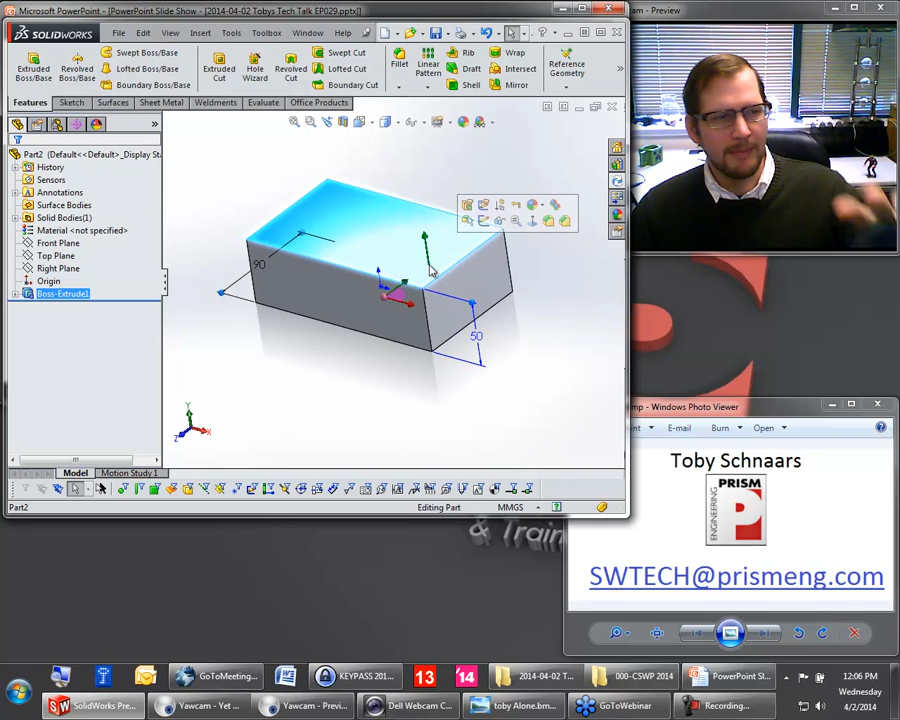 Microsoft PowerPoint - [PowerPoint Slide Show - [2014-04-02 Tobys Tech Talk EP029.pptx]]
am - Preview
SOLIDWORKS
File Edit View Insert Tools Toolbox Window Help
Extruded Boss/Base
Revolved Boss/Base
Swept Boss/Base
Lofted Boss/Base
Boundary Boss/Base
Extruded Cut
Hole Wizard
Revolved Cut
Swept Cut
Lofted Cut
Boundary Cut
Fillet
Linear Pattern
Rib
Draft
Shell
Wrap
Intersect
Mirror
Reference Geometry
Features Sketch Surfaces Sheet Metal Weldments Evaluate Office Products
Part2 (Default<<Default>_Display Sta
History
Sensors
Annotations
Surface Bodies
Solid Bodies(1)
Material <not specified>
Front Plane
Top Plane
Right Plane
Origin
Boss-Extrude1
90
50
Y
Z
X
Model Motion Study 1
Part2
Editing Part
MMGS
mp - Windows Photo Viewer
int E-mail Burn Open
Toby Schnaars
PRISM
ENGINEERING
P
SWTECH@prismeng.com
& Train
GoToMeeting...
KEYPASS 201...
13
14
2014-04-02 T...
000-CSWP 2014
PowerPoint Sl...
SolidWorks Pre...
Yawcam - Yet ...
Yawcam - Previ...
Dell Webcam C...
toby Alone.bm...
GoToWebinar
Recording...
12:06 PM
Wednesday
4/2/2014